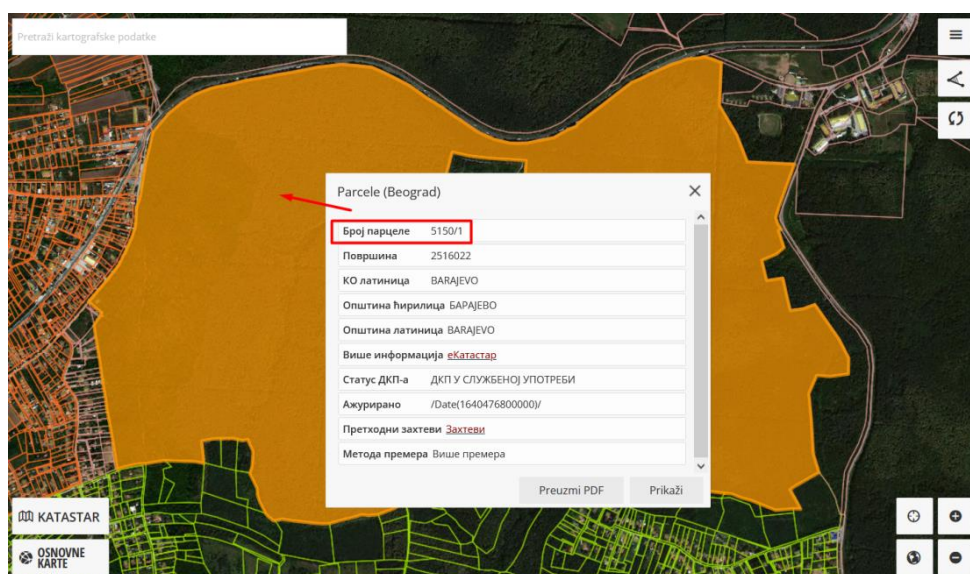 Pretraži kartografske podatke
Parcele (Beograd)
Број парцеле 5150/1
Површина 2516022
КО латиница BARAJEVO
Општина ћирилица БАРАЈЕВО
Општина латиница BARAJEVO
Више информација еКатастар
Статус ДКП-а ДКП У СЛУЖБЕНОЈ УПОТРЕБИ
Ажурирано /Date(1640476800000)/
Претходни захтеви Захтеви
Метода премера Више премера
Preuzmi PDF Prikaži
KATASTAR
OSNOVNE
KARTE